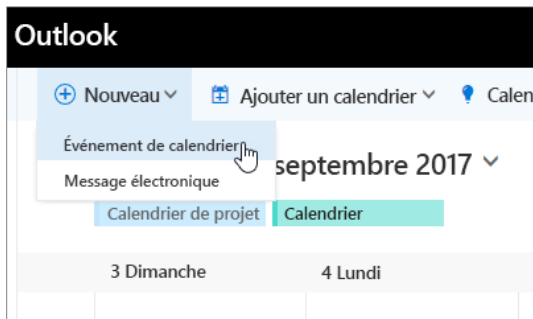 Outlook
Nouveau Ajouter un calendrier
Événement de calendrier
Message électronique
septembre 2017
Calendrier de projet Calendrier
3 Dimanche 4 Lundi